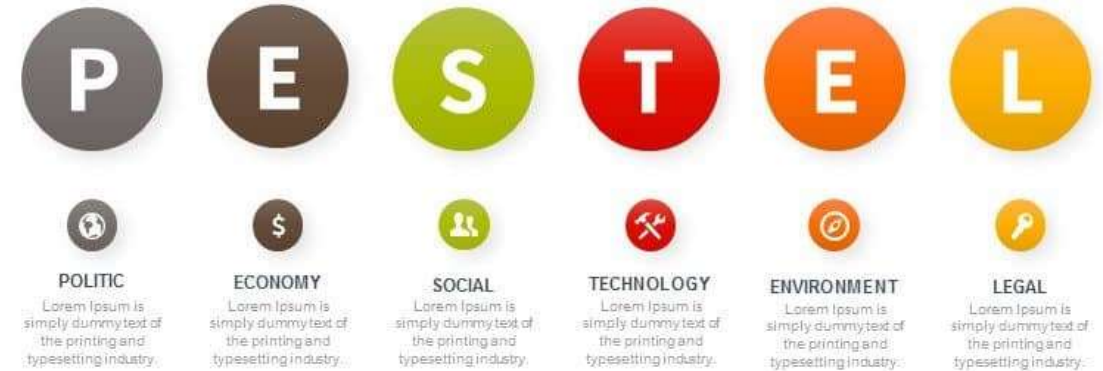 P E S T E L
$
POLITIC
Lorem Ipsum is
simply dummy text of
the printing and
typesetting industry.
ECONOMY
Lorem Ipsum is
simply dummy text of
the printing and
typesetting industry.
SOCIAL
Lorem Ipsum is
simply dummy text of
the printing and
typesetting industry.
TECHNOLOGY
Lorem Ipsum is
simply dummy text of
the printing and
typesetting industry.
ENVIRONMENT
Lorem Ipsum is
simply dummy text of
the printing and
typesetting industry.
LEGAL
Lorem Ipsum is
simply dummy text of
the printing and
typesetting industry.